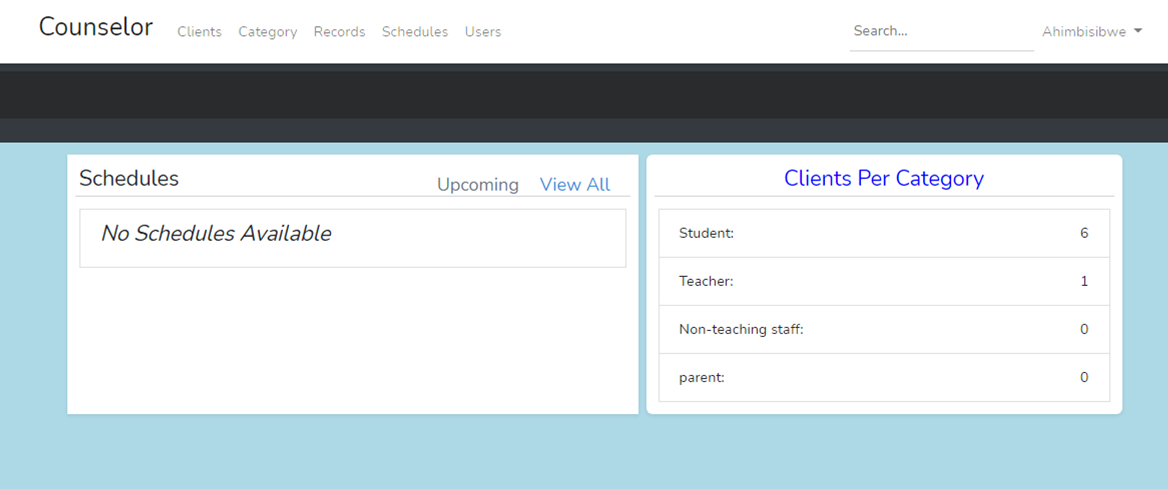 Counselor Clients Category Records Schedules Users Search... Ahimbisibwe
Schedules Upcoming View All
No Schedules Available
Clients Per Category
Student: 6
Teacher: 1
Non-teaching staff: 0
parent: 0